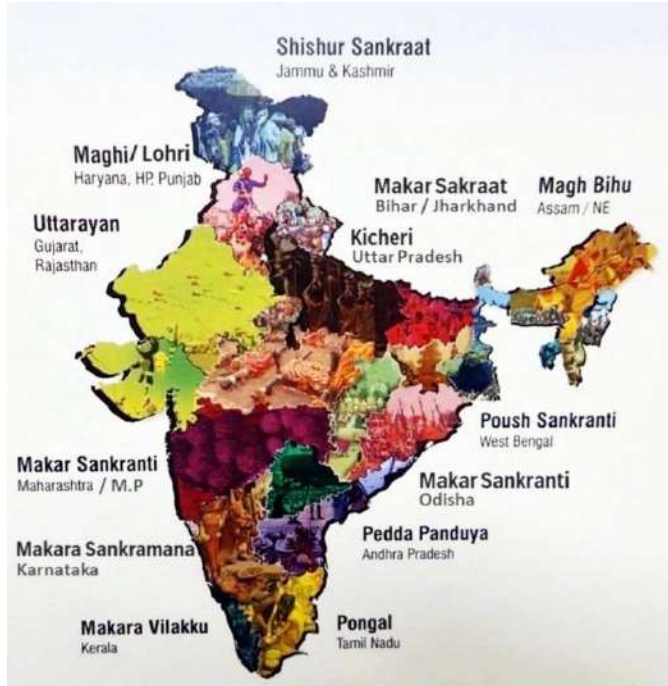 Shishur Sankraat
Jammu & Kashmir
Maghi/ Lohri
Haryana, HP, Punjab
Makar Sakraat
Bihar / Jharkhand
Magh Bihu
Assam / NE
Uttarayan
Gujarat,
Rajasthan
Kicheri
Uttar Pradesh
Poush Sankranti
West Bengal
Makar Sankranti
Maharashtra / M.P
Makar Sankranti
Odisha
Pedda Panduya
Andhra Pradesh
Makara Sankramana
Karnataka
Makara Vilakku
Kerala
Pongal
Tamil Nadu